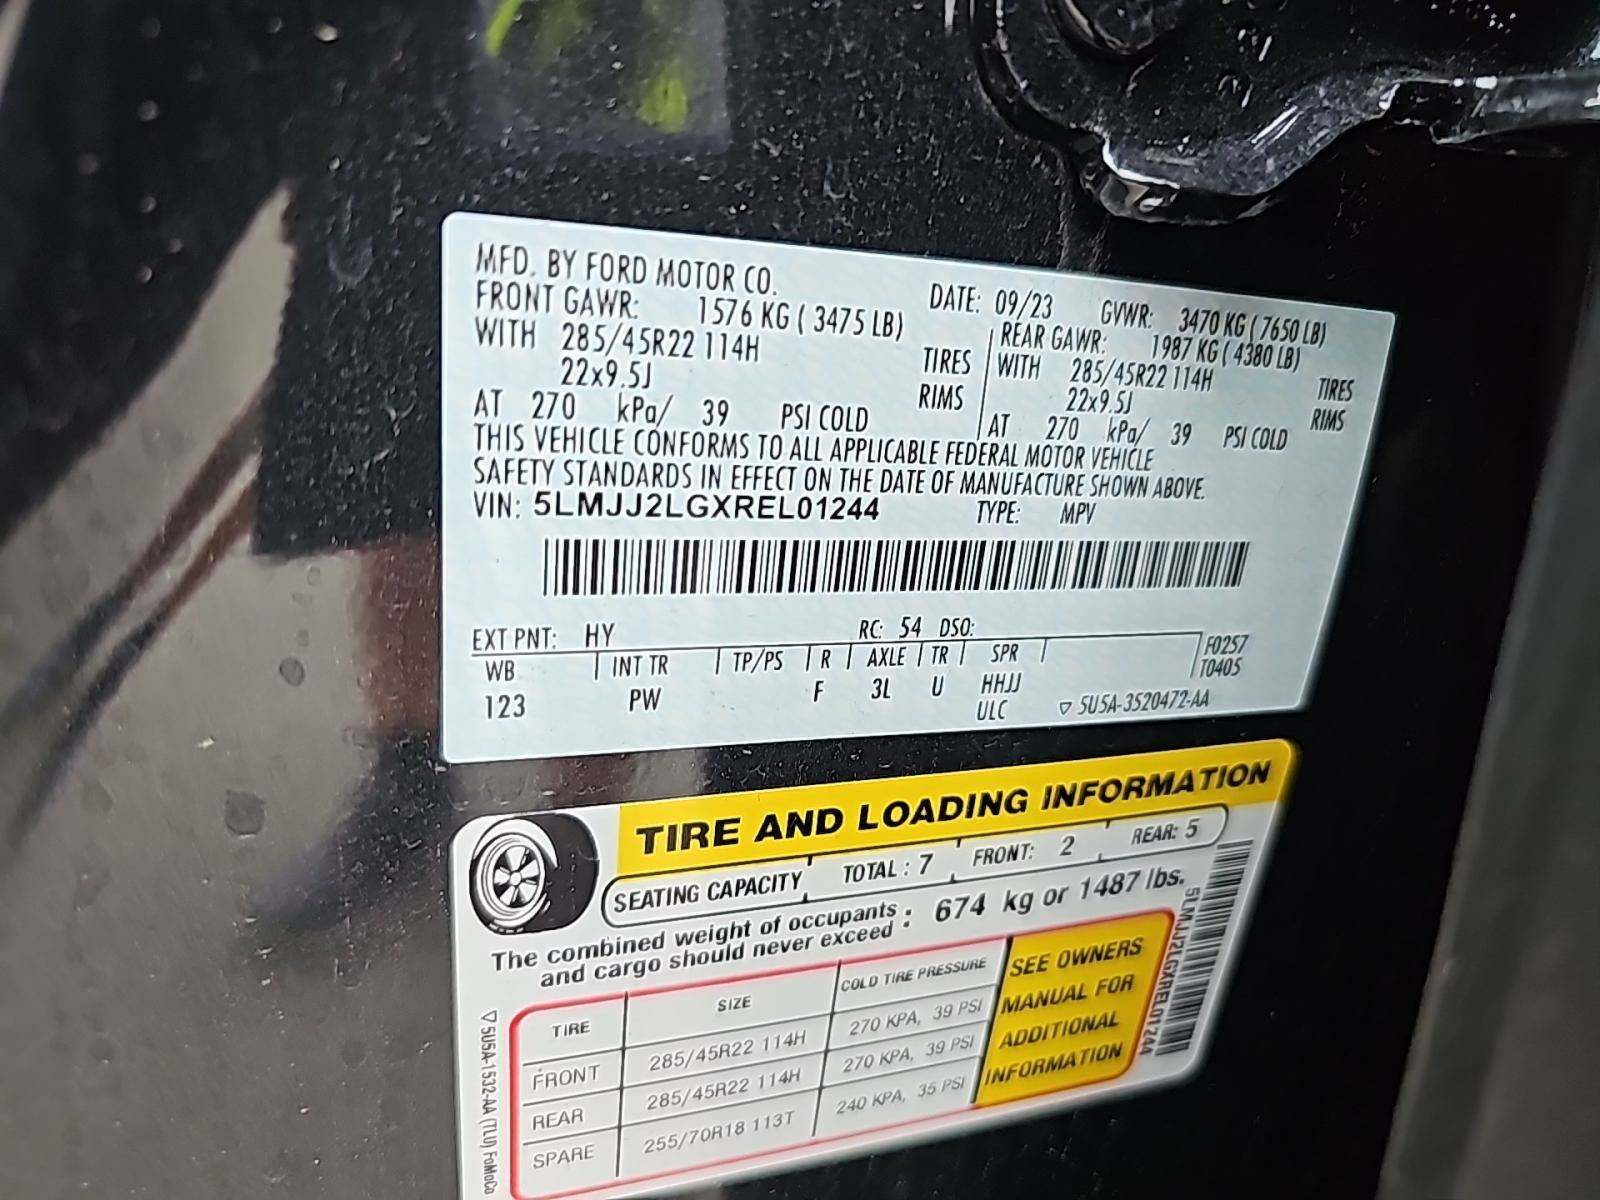 MFD. BY FORD MOTOR CO.
DATE: 09/23 GVWR: 3470 KG ( 7650 LB)
FRONT GAWR: 1576 KG ( 3475 LB)
REAR GAWR: 1987 KG ( 4380 LB)
WITH 285/45R22 114H TIRES
WITH 285/45R22 114H TIRES
22x9.5J RIMS
22x9.5J RIMS
AT 270 kPa/ 39 PSI COLD
AT 270 kPa/ 39 PSI COLD
THIS VEHICLE CONFORMS TO ALL APPLICABLE FEDERAL MOTOR VEHICLE
SAFETY STANDARDS IN EFFECT ON THE DATE OF MANUFACTURE SHOWN ABOVE.
VIN: 5LMJJ2LGXREL01244 TYPE: MPV
EXT PNT: HY RC: 54 DSO:
WB INT TR TP/PS R AXLE TR SPR F0257
T0405
123 PW F 3L U HHJJ
ULC ▽ 5U5A-3520472-AA
TIRE AND LOADING INFORMATION
SEATING CAPACITY TOTAL : 7 FRONT: 2 REAR: 5
The combined weight of occupants and cargo should never exceed : 674 kg or 1487 lbs.
TIRE SIZE COLD TIRE PRESSURE
FRONT 285/45R22 114H 270 KPA, 39 PSI
REAR 285/45R22 114H 270 KPA, 39 PSI
SPARE 255/70R18 113T 240 KPA, 35 PSI
SEE OWNERS
MANUAL FOR
ADDITIONAL
INFORMATION
5LMJJ2LGXREL01244
▽ 5U5A-1532-AA (TLU) FoMoCo